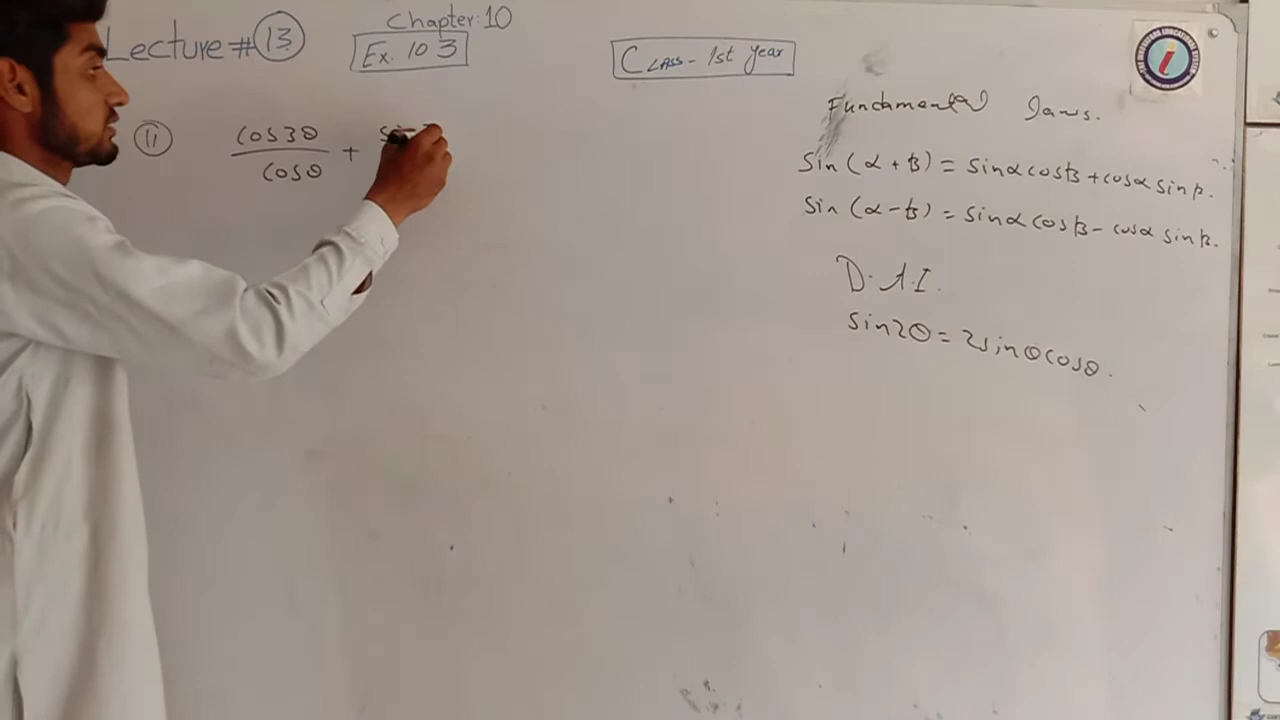 Lecture # 13
Chapter: 10
Ex. 10 3
CLASS - 1st year
11 cos3θ / cosθ +
Fundamental laws.
Sin (α + β) = Sinα cosβ + cosα sinβ.
Sin (α - β) = Sinα cosβ - cosα sinβ.
D.A.I.
Sin2θ = 2sinθcosθ.